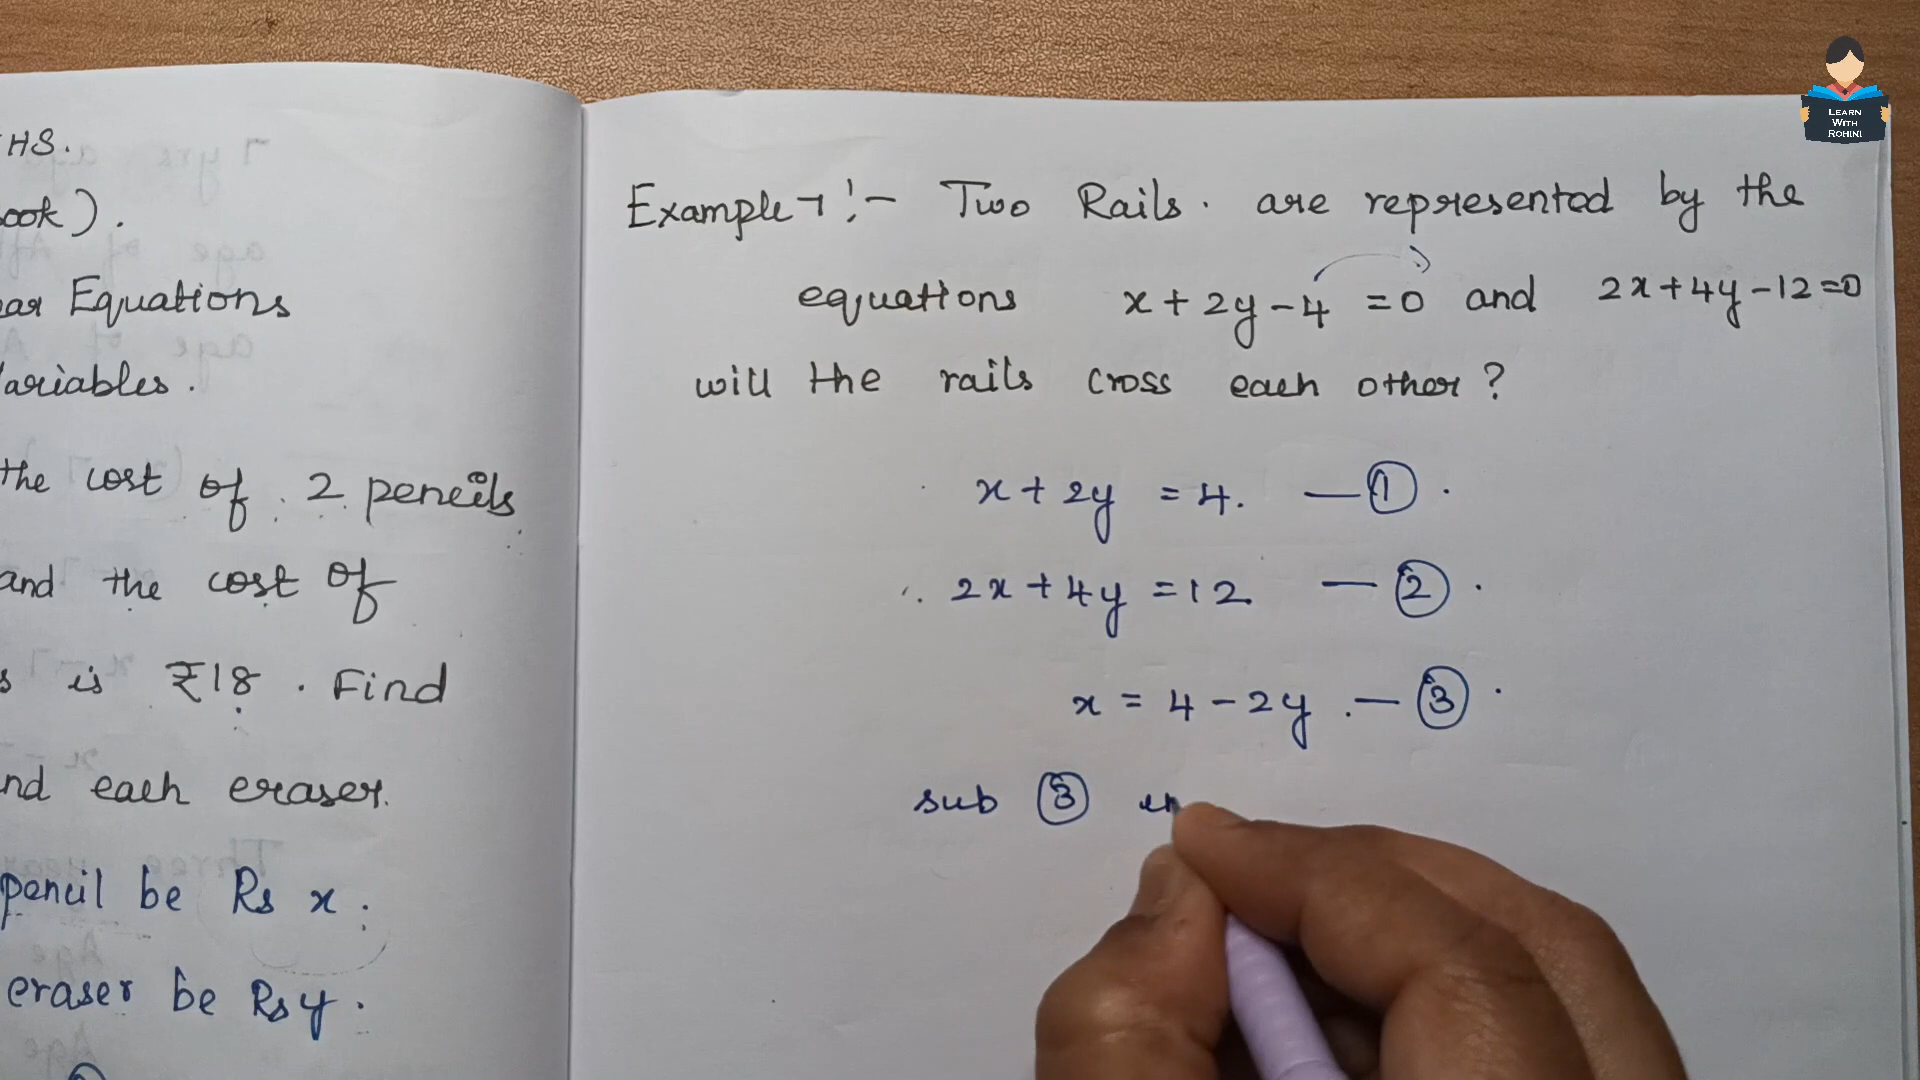 HS.
ook).
ar Equations
Variables.
the cost of 2 pencils
and the cost of
s is ₹18. Find
nd each eraser.
pencil be Rs x.
eraser be Rs y.
Example 7 :- Two Rails. are represented by the
equations x + 2y - 4 = 0 and 2x + 4y - 12 = 0
will the rails cross each other?
x + 2y = 4. — ①.
2x + 4y = 12 — ②.
x = 4 - 2y. — ③.
sub ③ in
LEARN
WITH
ROHINI